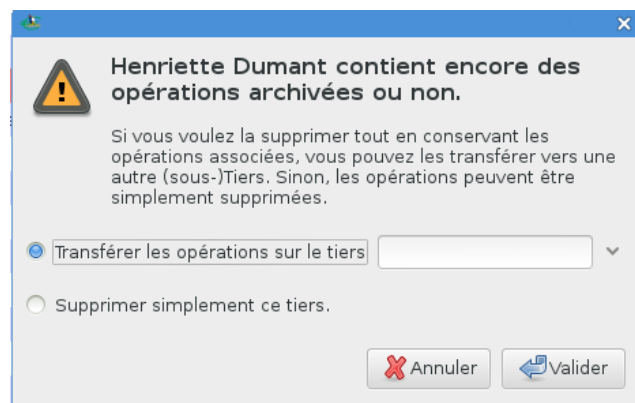 Henriette Dumant contient encore des
opérations archivées ou non.
Si vous voulez la supprimer tout en conservant les
opérations associées, vous pouvez les transférer vers une
autre (sous-)Tiers. Sinon, les opérations peuvent être
simplement supprimées.
Transférer les opérations sur le tiers
Supprimer simplement ce tiers.
Annuler Valider